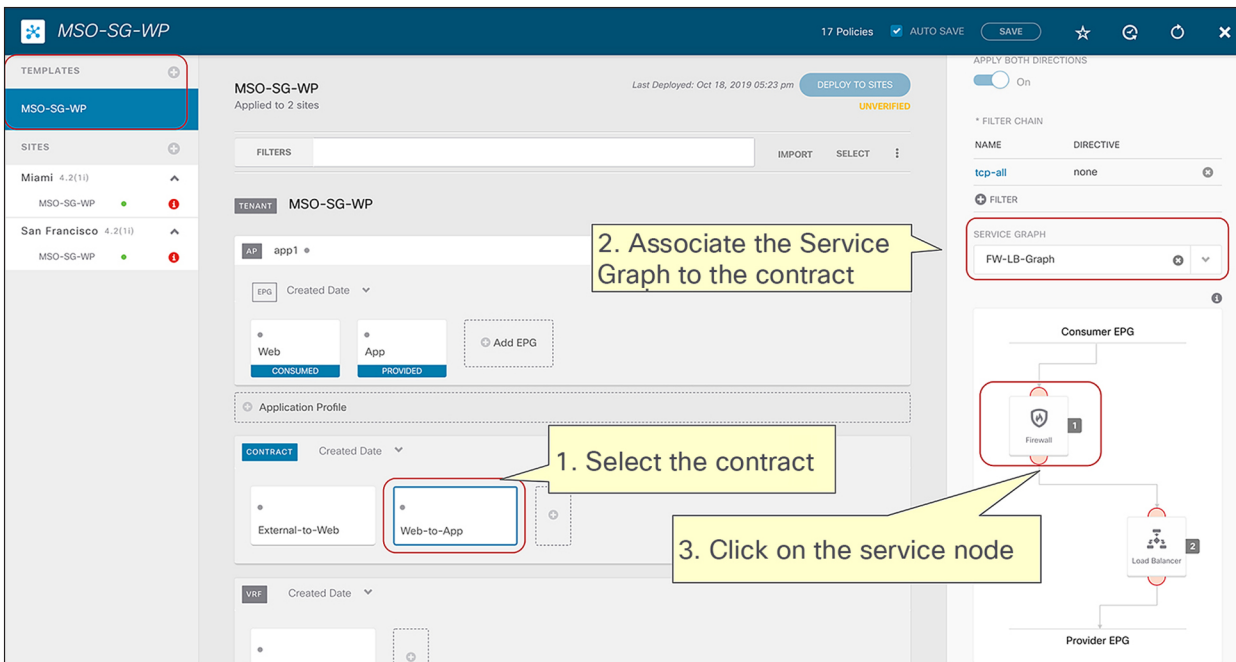 MSO-SG-WP
17 Policies
AUTO SAVE
SAVE
TEMPLATES
MSO-SG-WP
SITES
Miami 4.2(1i)
MSO-SG-WP
San Francisco 4.2(1i)
MSO-SG-WP
MSO-SG-WP
Applied to 2 sites
Last Deployed: Oct 18, 2019 05:23 pm
DEPLOY TO SITES
UNVERIFIED
FILTERS
IMPORT
SELECT
TENANT MSO-SG-WP
AP app1
EPG Created Date
Web
CONSUMED
App
PROVIDED
Add EPG
Application Profile
CONTRACT Created Date
External-to-Web
Web-to-App
VRF Created Date
1. Select the contract
2. Associate the Service
Graph to the contract
3. Click on the service node
APPLY BOTH DIRECTIONS
On
* FILTER CHAIN
NAME DIRECTIVE
tcp-all none
FILTER
SERVICE GRAPH
FW-LB-Graph
Consumer EPG
Firewall
1
Load Balancer
2
Provider EPG